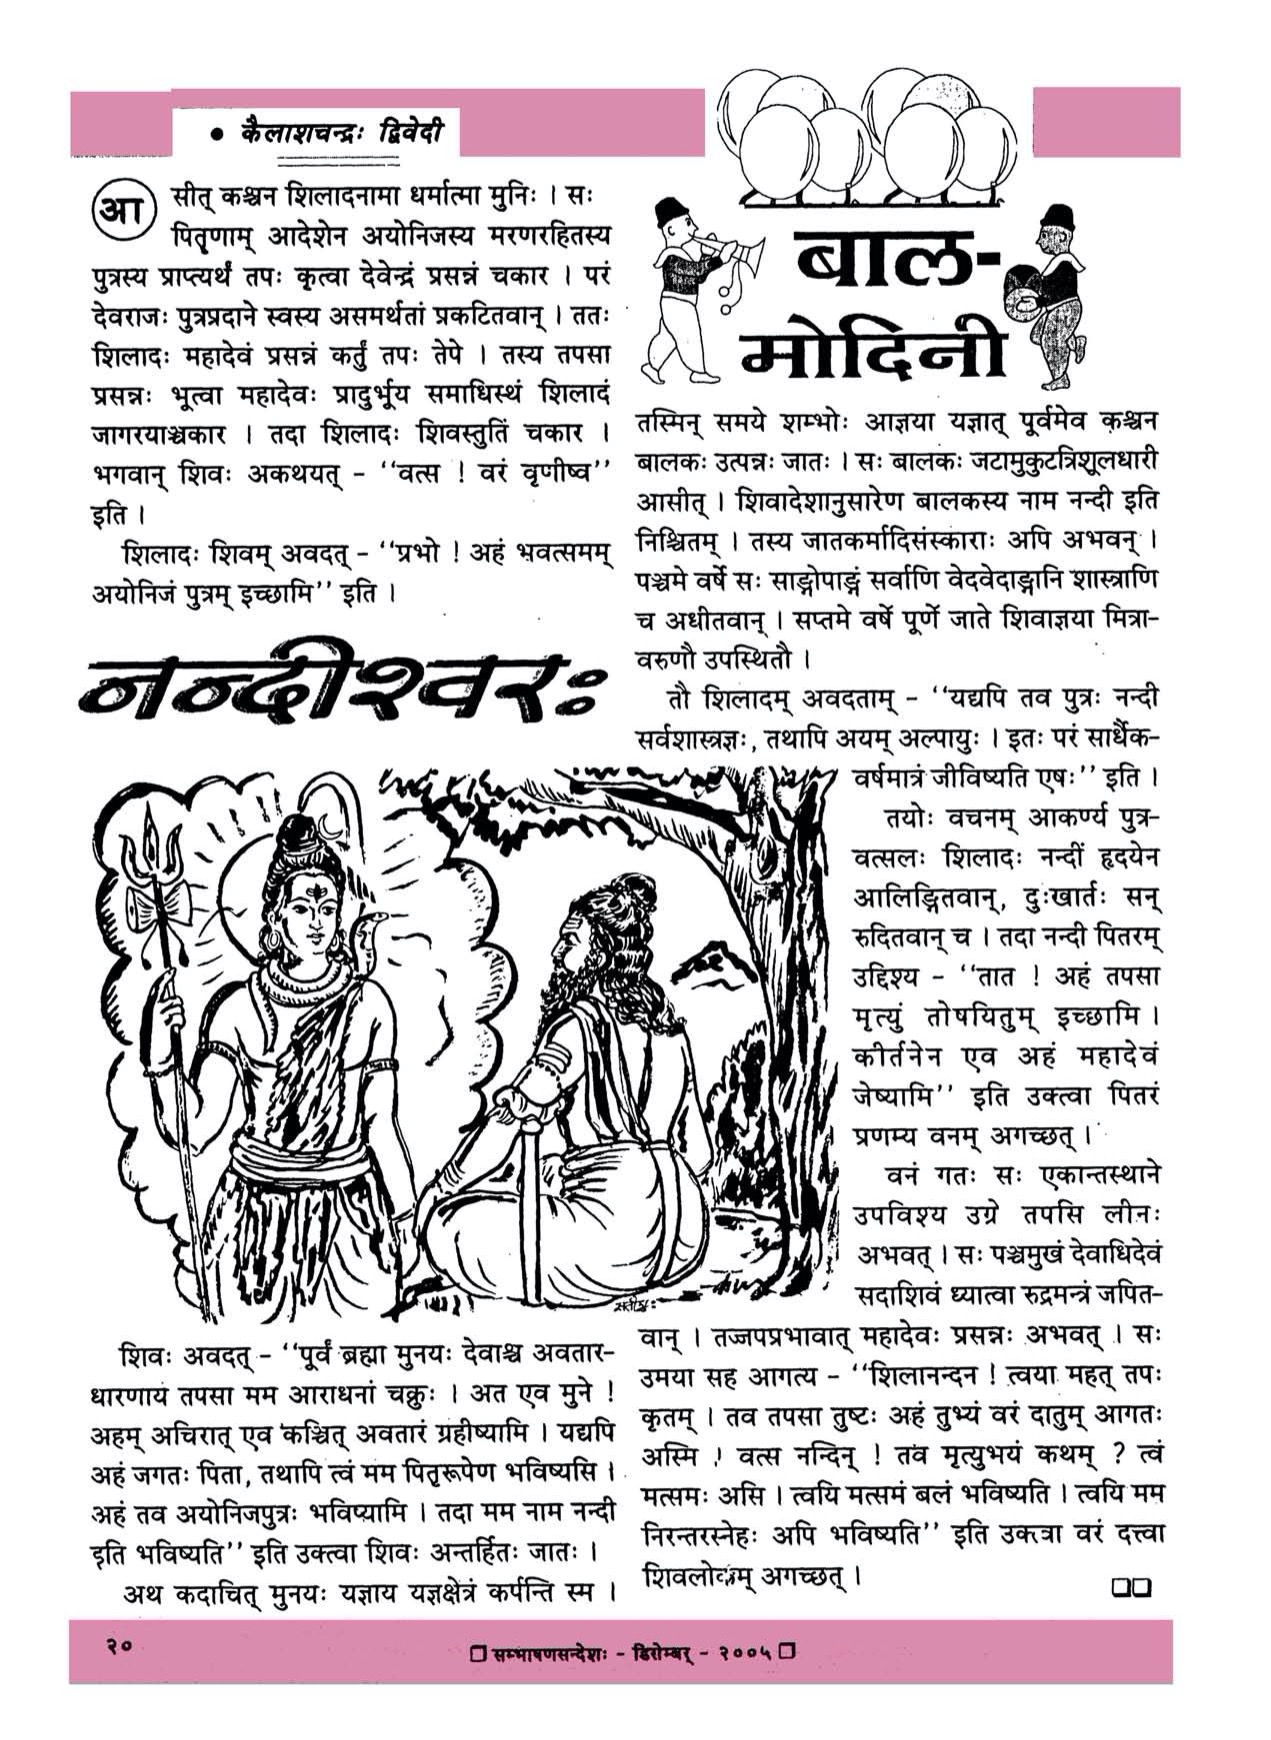 • कैलाशचन्द्रः द्विवेदी
बाल-
मोदिनी
आसीत् कश्चन शिलादनामा धर्मात्मा मुनिः । सः
पितॄणाम् आदेशेन अयोनिजस्य मरणरहितस्य
पुत्रस्य प्राप्त्यर्थं तपः कृत्वा देवेन्द्रं प्रसन्नं चकार । परं
देवराजः पुत्रप्रदाने स्वस्य असमर्थतां प्रकटितवान् । ततः
शिलादः महादेवं प्रसन्नं कर्तुं तपः तेपे । तस्य तपसा
प्रसन्नः भूत्वा महादेवः प्रादुर्भूय समाधिस्थं शिलादं
जागरयाञ्चकार । तदा शिलादः शिवस्तुतिं चकार ।
भगवान् शिवः अकथयत् - ‘‘वत्स ! वरं वृणीष्व’’
इति ।
शिलादः शिवम् अवदत् - ‘‘प्रभो ! अहं भवत्समम्
अयोनिजं पुत्रम् इच्छामि’’ इति ।
नन्दीश्वरः
सतीशः
शिवः अवदत् - ‘‘पूर्वं ब्रह्मा मुनयः देवाश्च अवतार-
धारणाय तपसा मम आराधनां चक्रुः । अत एव मुने !
अहम् अचिरात् एव कञ्चित् अवतारं ग्रहीष्यामि । यद्यपि
अहं जगतः पिता, तथापि त्वं मम पितृरूपेण भविष्यसि ।
अहं तव अयोनिजपुत्रः भविष्यामि । तदा मम नाम नन्दी
इति भविष्यति’’ इति उक्त्वा शिवः अन्तर्हितः जातः ।
अथ कदाचित् मुनयः यज्ञाय यज्ञक्षेत्रं कर्षन्ति स्म ।
तस्मिन् समये शम्भोः आज्ञया यज्ञात् पूर्वमेव कश्चन
बालकः उत्पन्नः जातः । सः बालकः जटामुकुटत्रिशूलधारी
आसीत् । शिवादेशानुसारेण बालकस्य नाम नन्दी इति
निश्चितम् । तस्य जातकर्मादिसंस्काराः अपि अभवन् ।
पञ्चमे वर्षे सः साङ्गोपाङ्गं सर्वाणि वेदवेदाङ्गानि शास्त्राणि
च अधीतवान् । सप्तमे वर्षे पूर्णे जाते शिवाज्ञया मित्रा-
वरुणौ उपस्थितौ ।
तौ शिलादम् अवदताम् - ‘‘यद्यपि तव पुत्रः नन्दी
सर्वशास्त्रज्ञः, तथापि अयम् अल्पायुः । इतः परं सार्धैक-
वर्षमात्रं जीविष्यति एषः’’ इति ।
तयोः वचनम् आकर्ण्य पुत्र-
वत्सलः शिलादः नन्दीं हृदयेन
आलिङ्गितवान्, दुःखार्तः सन्
रुदितवान् च । तदा नन्दी पितरम्
उद्दिश्य - ‘‘तात ! अहं तपसा
मृत्युं तोषयितुम् इच्छामि ।
कीर्तनेन एव अहं महादेवं
जेष्यामि’’ इति उक्त्वा पितरं
प्रणम्य वनम् अगच्छत् ।
वनं गतः सः एकान्तस्थाने
उपविश्य उग्रे तपसि लीनः
अभवत् । सः पञ्चमुखं देवाधिदेवं
सदाशिवं ध्यात्वा रुद्रमन्त्रं जपित-
वान् । तज्जपप्रभावात् महादेवः प्रसन्नः अभवत् । सः
उमया सह आगत्य - ‘‘शिलानन्दन ! त्वया महत् तपः
कृतम् । तव तपसा तुष्टः अहं तुभ्यं वरं दातुम् आगतः
अस्मि । वत्स नन्दिन् ! तव मृत्युभयं कथम् ? त्वं
मत्समः असि । त्वयि मत्समं बलं भविष्यति । त्वयि मम
निरन्तरस्नेहः अपि भविष्यति’’ इति उक्त्वा वरं दत्त्वा
शिवलोकम् अगच्छत् ।
२०
सम्भाषणसन्देशः - डिसेम्बर् - २००५